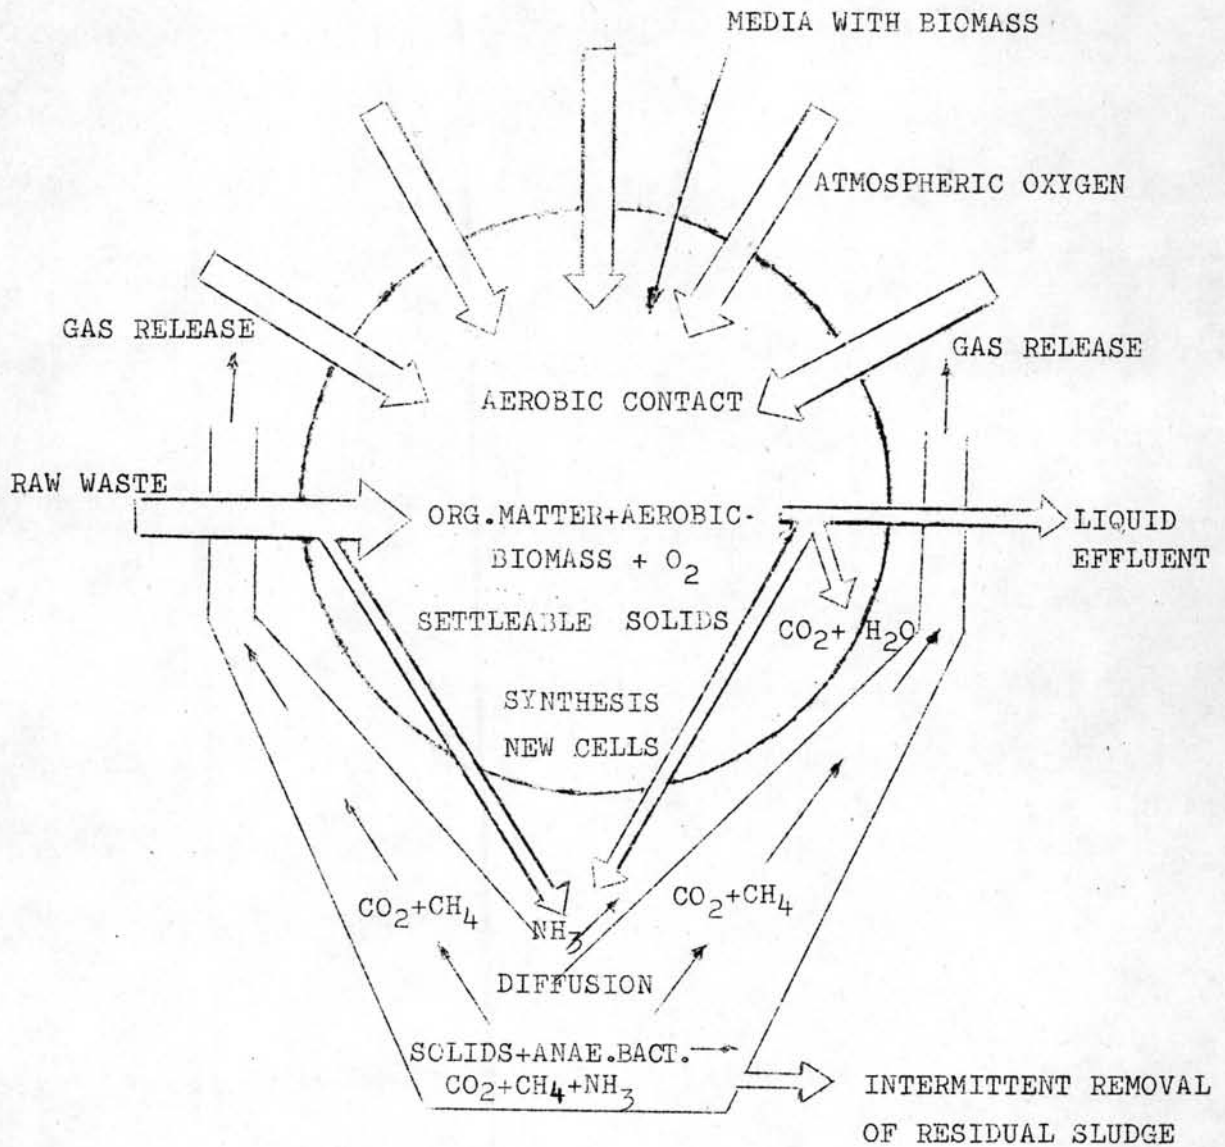 MEDIA WITH BIOMASS
ATMOSPHERIC OXYGEN
GAS RELEASE
GAS RELEASE
AEROBIC CONTACT
RAW WASTE
ORG.MATTER+AEROBIC-
BIOMASS + O2
LIQUID
EFFLUENT
SETTLEABLE SOLIDS
CO2+ H2O
SYNTHESIS
NEW CELLS
CO2+CH4
CO2+CH4
NH3
DIFFUSION
SOLIDS+ANAE.BACT.
CO2+CH4+NH3
INTERMITTENT REMOVAL
OF RESIDUAL SLUDGE